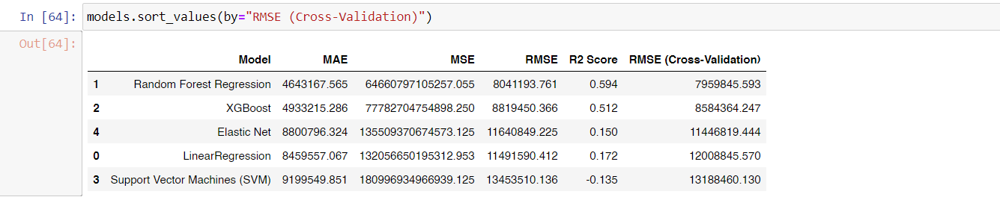 In [64]: models.sort_values(by="RMSE (Cross-Validation)")
Out[64]:
Model MAE MSE RMSE R2 Score RMSE (Cross-Validation)
1 Random Forest Regression 4643167.565 64660797105257.055 8041193.761 0.594 7959845.593
2 XGBoost 4933215.286 77782704754898.250 8819450.366 0.512 8584364.247
4 Elastic Net 8800796.324 135509370674573.125 11640849.225 0.150 11446819.444
0 LinearRegression 8459557.067 132056650195312.953 11491590.412 0.172 12008845.570
3 Support Vector Machines (SVM) 9199549.851 180996934966939.125 13453510.136 -0.135 13188460.130